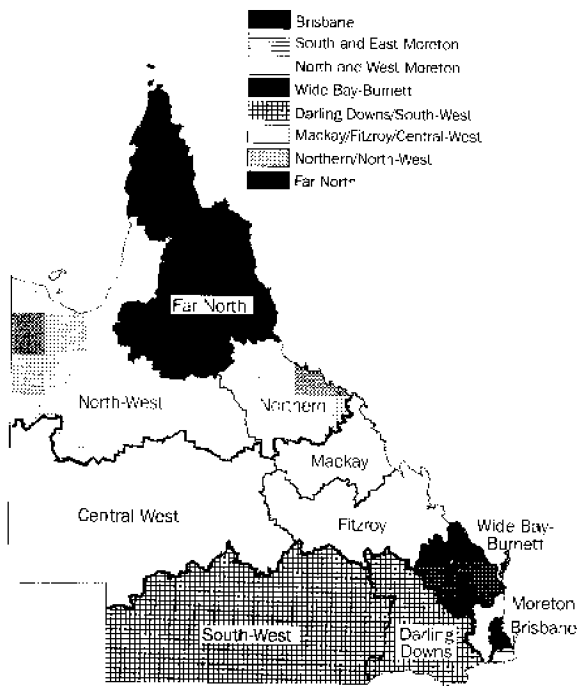 Brisbane
South and East Moreton
North and West Moreton
Wide Bay-Burnett
Darling Downs/South-West
Mackay/Fitzroy/Central-West
Northern/North-West
Far North
Far North
North-West
Northern
Mackay
Central West
Fitzroy
Wide Bay-
Burnett
Moreton
Brisbane
South-West
Darling
Downs